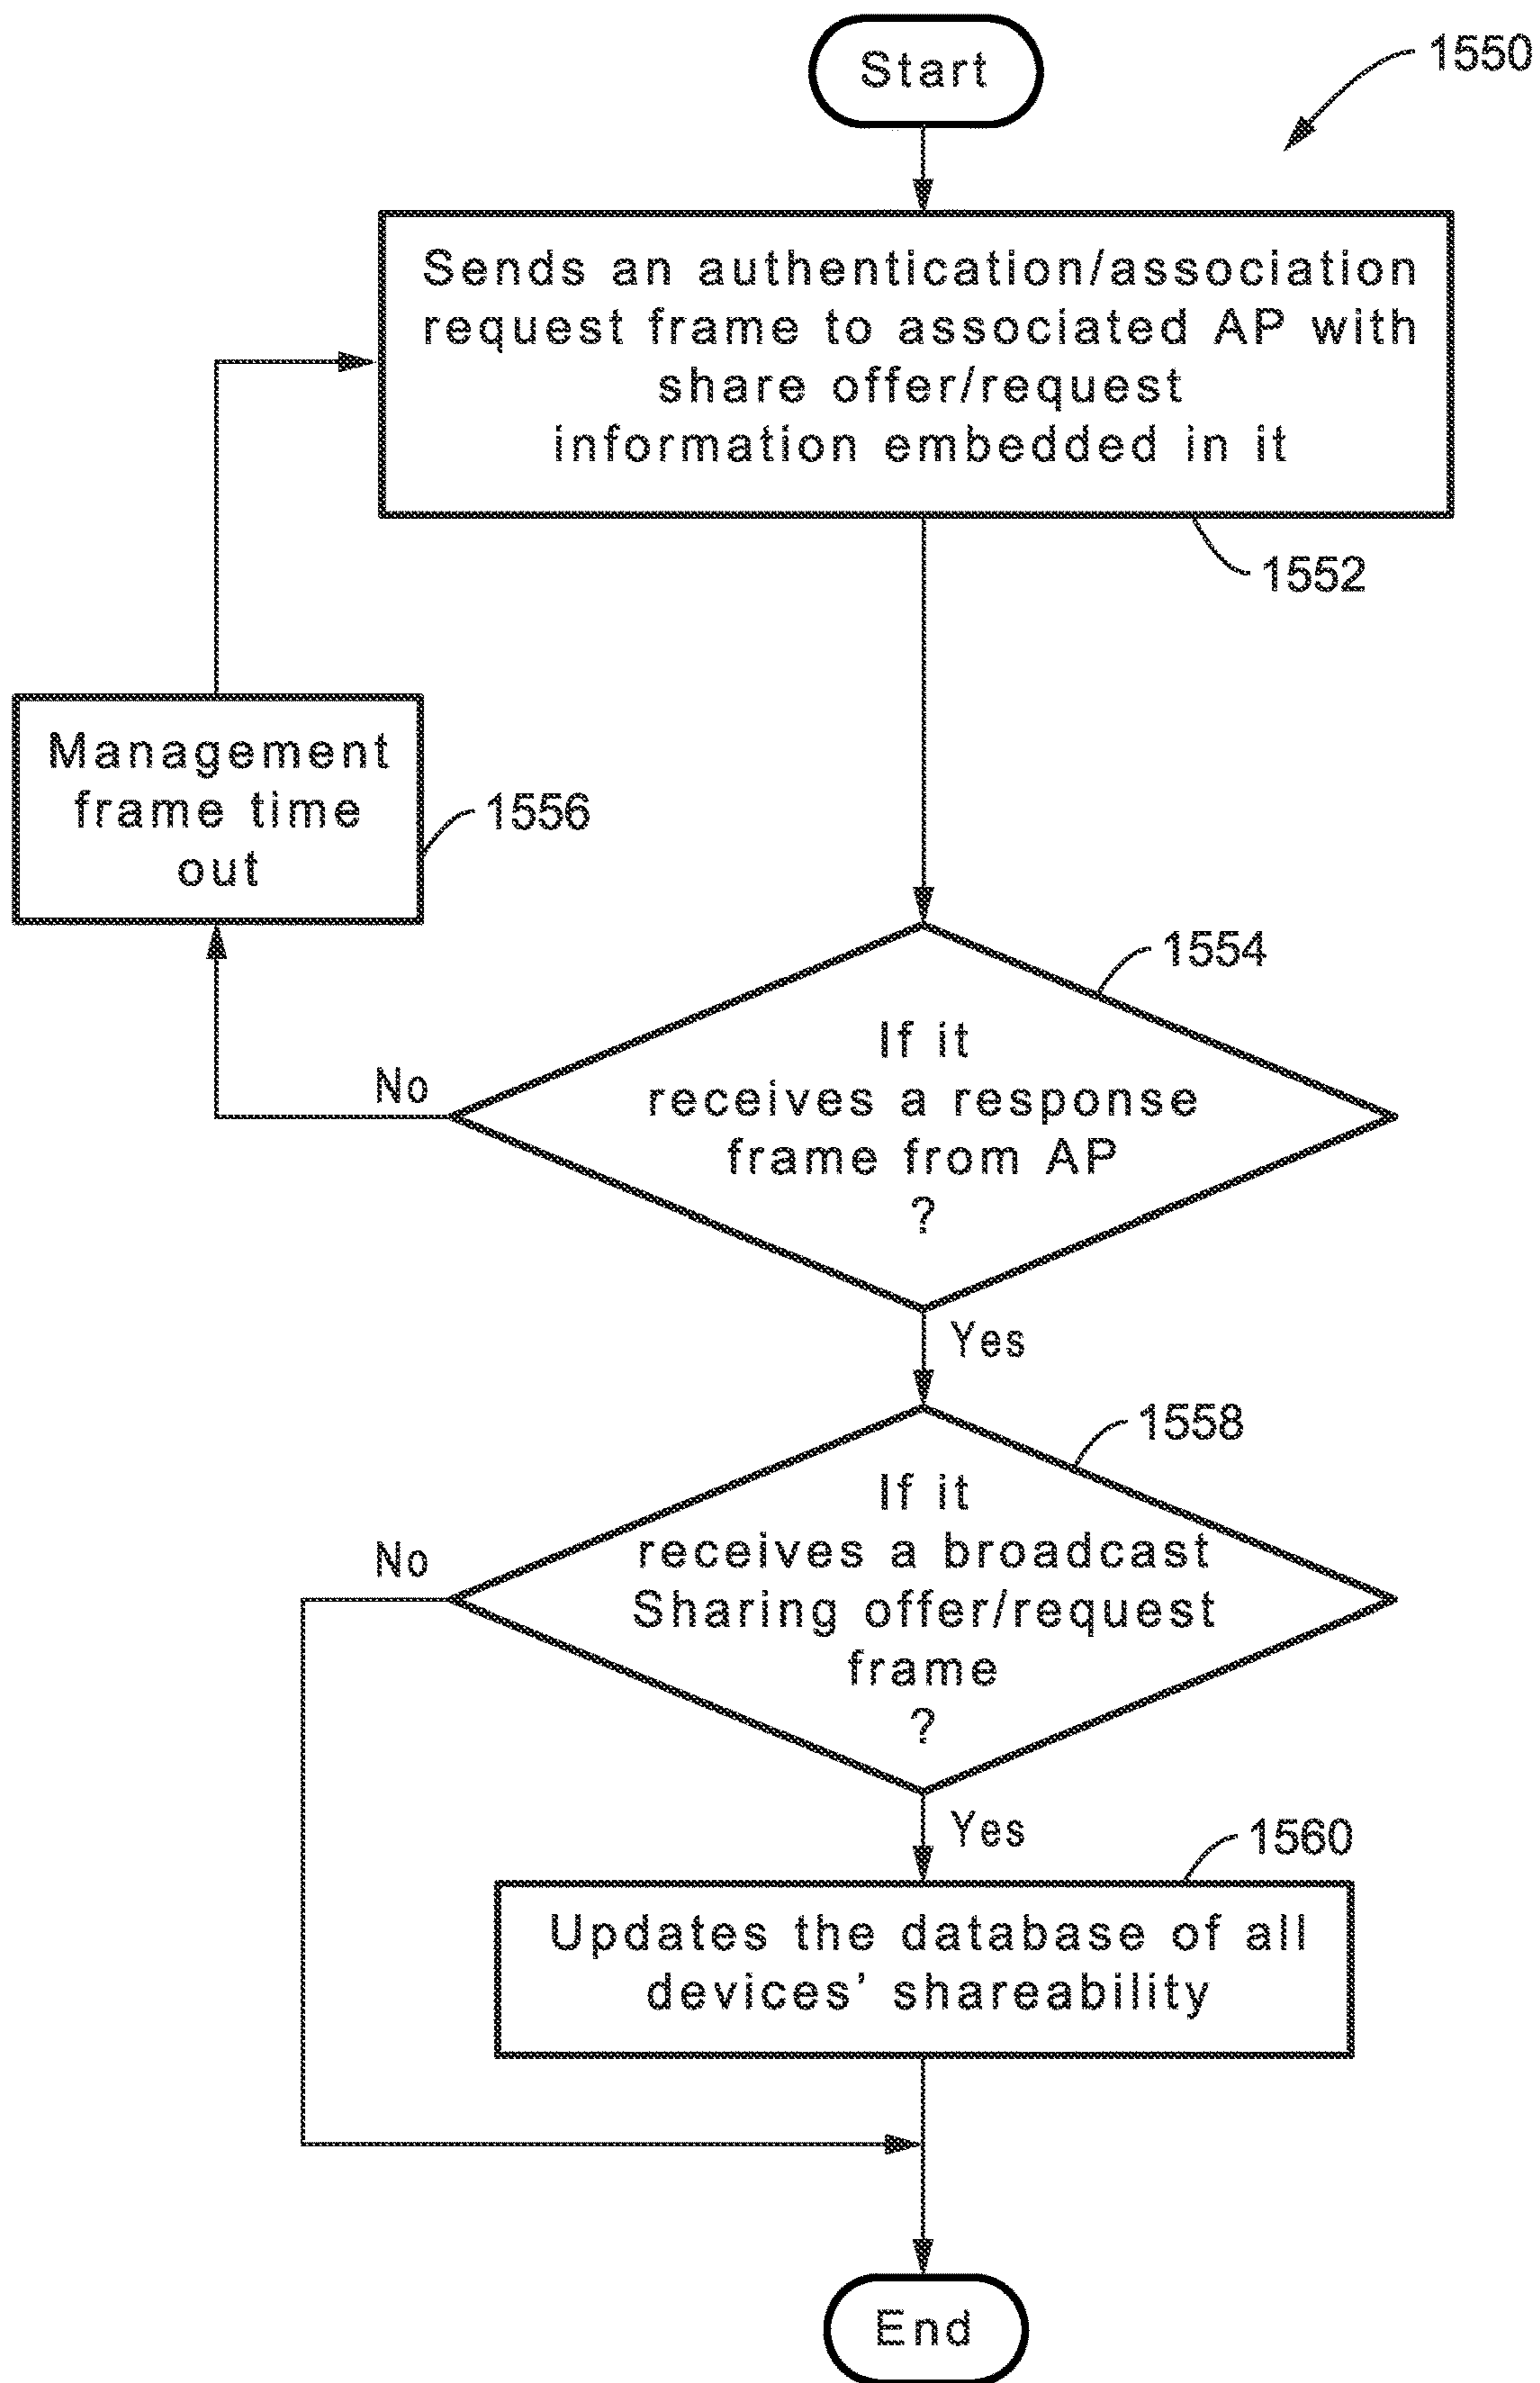 Start
1550
Sends an authentication/association
request frame to associated AP with
share offer/request
information embedded in it
1552
Management
frame time
out
1556
1554
If it
receives a response
frame from AP
?
No
Yes
1558
If it
receives a broadcast
Sharing offer/request
frame
?
No
Yes
1560
Updates the database of all
devices’ shareability
End